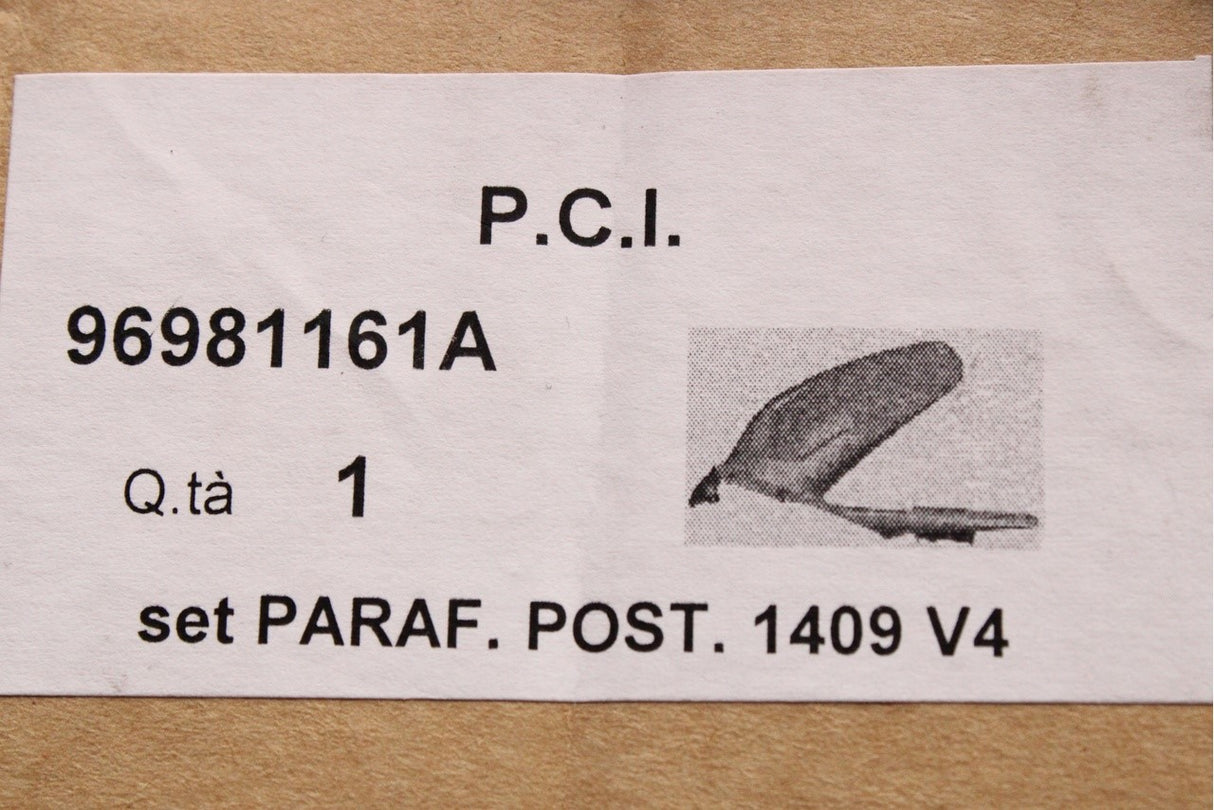 P.C.I.
96981161A
Q.tà 1
set PARAF. POST. 1409 V4